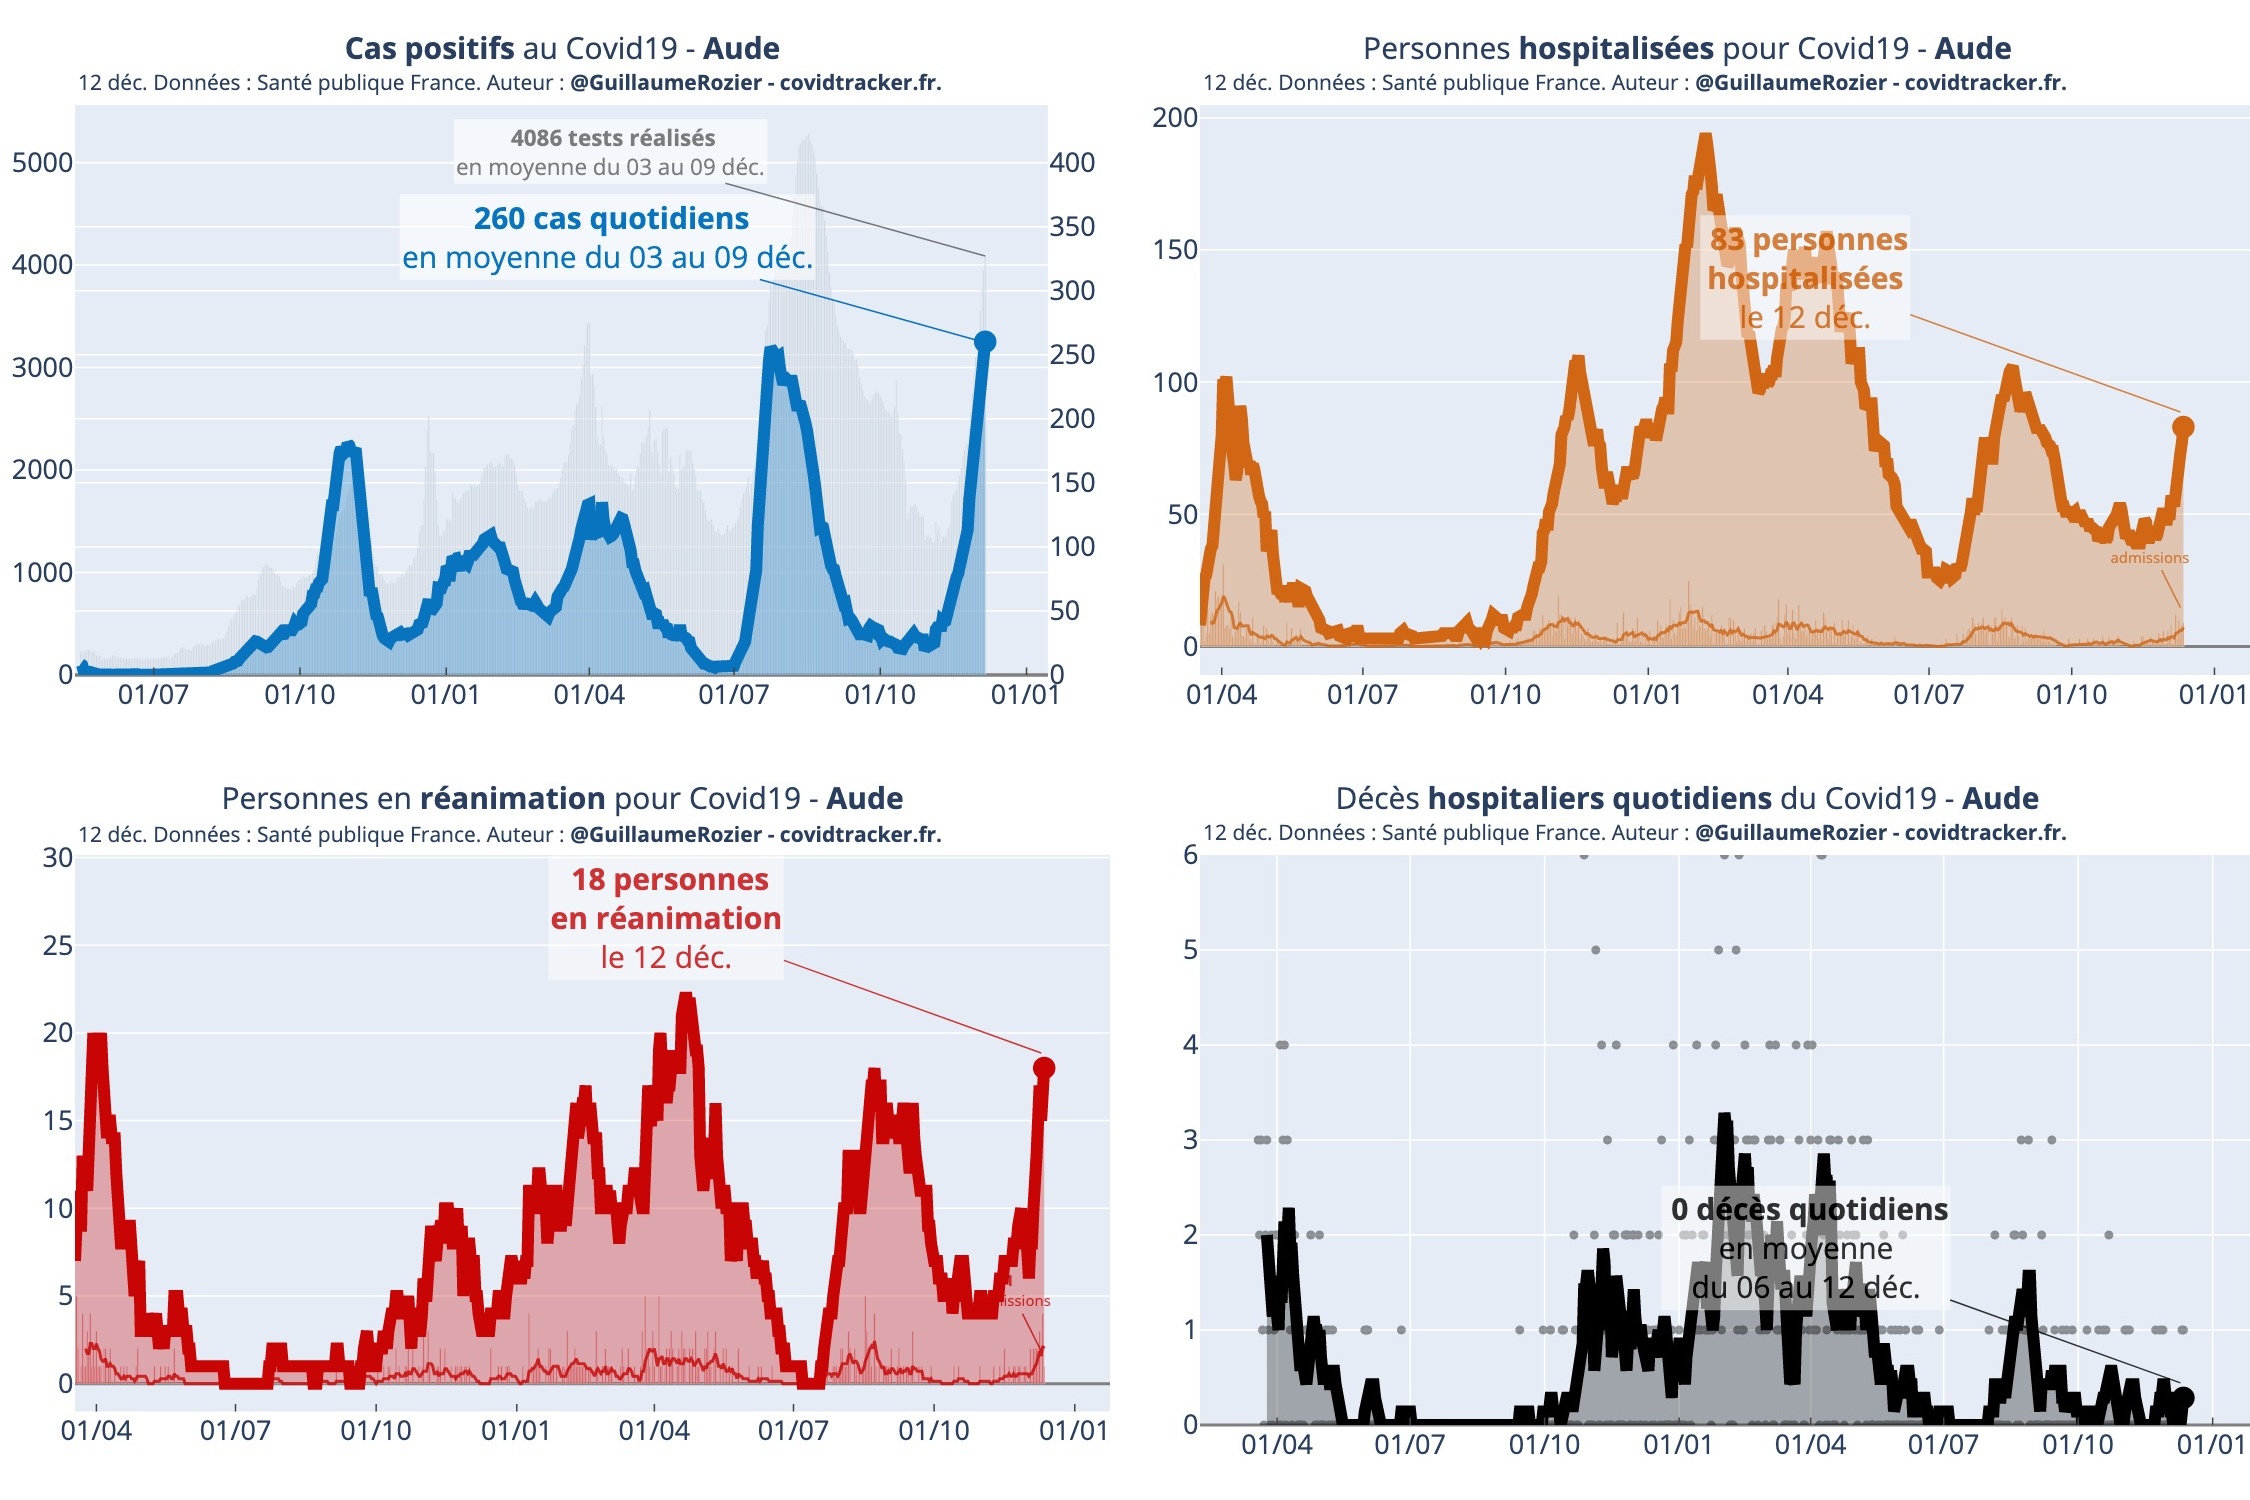 Cas positifs au Covid19 - Aude
12 déc. Données : Santé publique France. Auteur : @GuillaumeRozier - covidtracker.fr.
4086 tests réalisés
en moyenne du 03 au 09 déc.
260 cas quotidiens
en moyenne du 03 au 09 déc.
5000
4000
3000
2000
1000
0
400
350
300
250
200
150
100
50
0
01/07
01/10
01/01
01/04
01/07
01/10
01/01
Personnes hospitalisées pour Covid19 - Aude
12 déc. Données : Santé publique France. Auteur : @GuillaumeRozier - covidtracker.fr.
200
150
100
50
0
83 personnes
hospitalisées
le 12 déc.
admissions
01/04
01/07
01/10
01/01
01/04
01/07
01/10
01/01
Personnes en réanimation pour Covid19 - Aude
12 déc. Données : Santé publique France. Auteur : @GuillaumeRozier - covidtracker.fr.
30
25
20
15
10
5
0
18 personnes
en réanimation
le 12 déc.
01/04
01/07
01/10
01/01
01/04
01/07
01/10
01/01
Décès hospitaliers quotidiens du Covid19 - Aude
12 déc. Données : Santé publique France. Auteur : @GuillaumeRozier - covidtracker.fr.
6
5
4
3
2
1
0
0 décès quotidiens
en moyenne
du 06 au 12 déc.
01/04
01/07
01/10
01/01
01/04
01/07
01/10
01/01